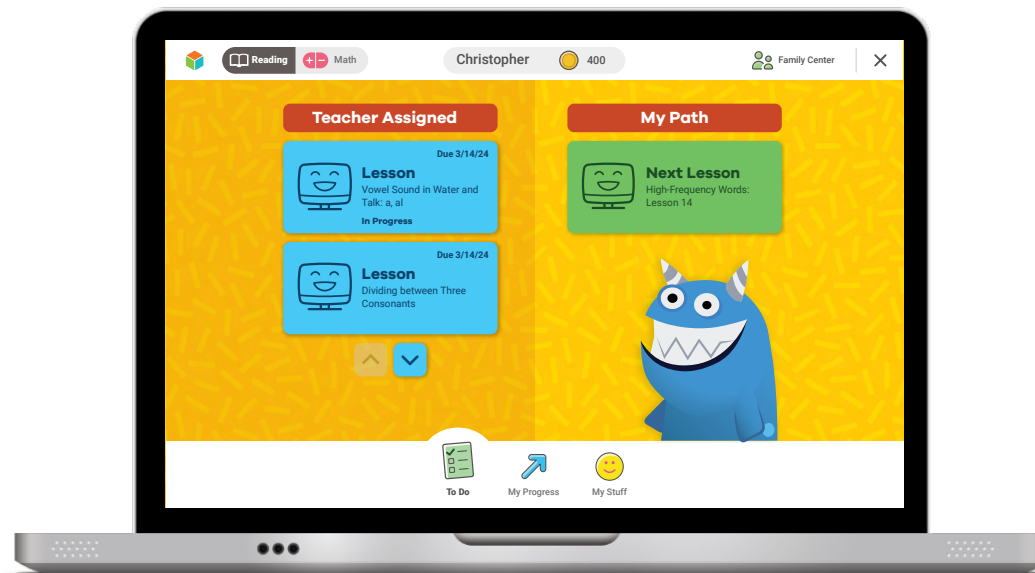 Reading
Math
Christopher
400
Family Center
Teacher Assigned
Due 3/14/24
Lesson
Vowel Sound in Water and
Talk: a, al
In Progress
Due 3/14/24
Lesson
Dividing between Three
Consonants
My Path
Next Lesson
High-Frequency Words:
Lesson 14
To Do
My Progress
My Stuff